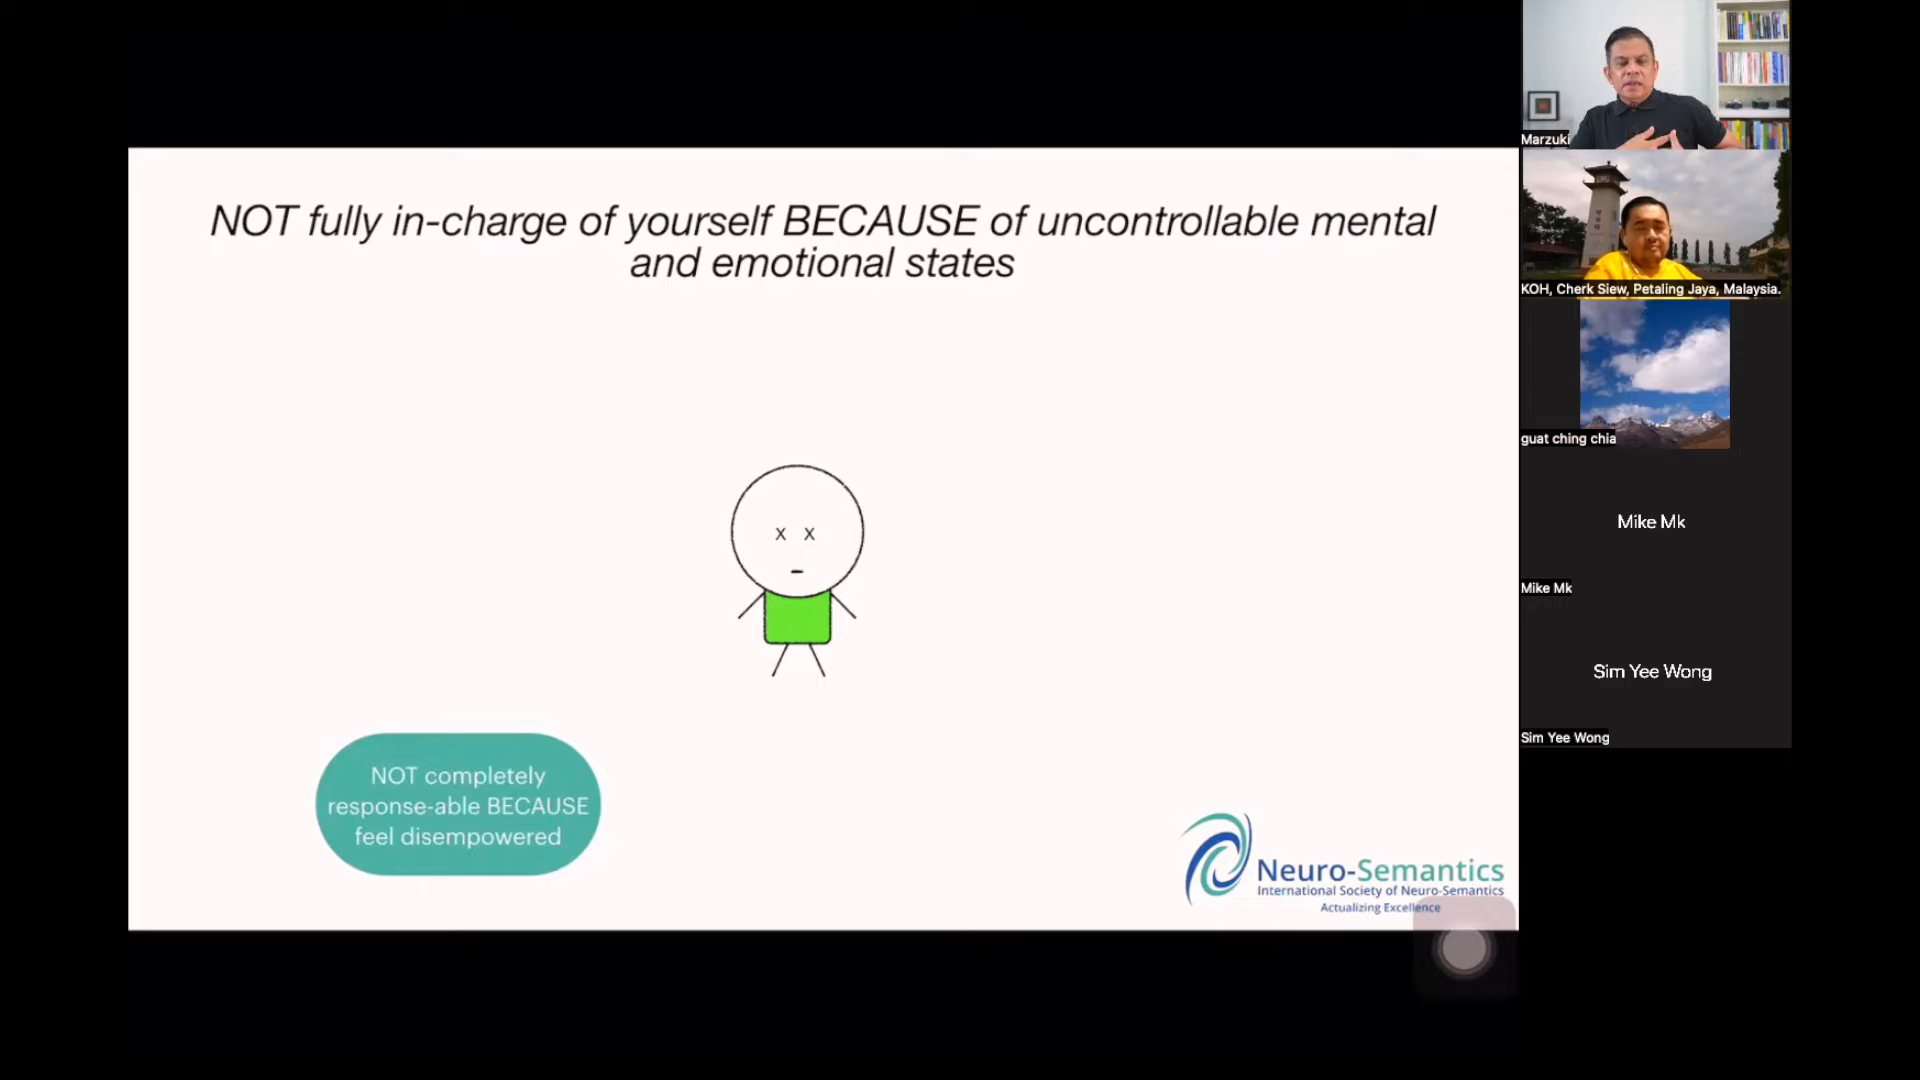 NOT fully in-charge of yourself BECAUSE of uncontrollable mental
and emotional states
x x
NOT completely
response-able BECAUSE
feel disempowered
Neuro-Semantics
International Society of Neuro-Semantics
Actualizing Excellence
Marzuki
KOH, Cherk Siew, Petaling Jaya, Malaysia.
guat ching chia
Mike Mk
Mike Mk
Sim Yee Wong
Sim Yee Wong